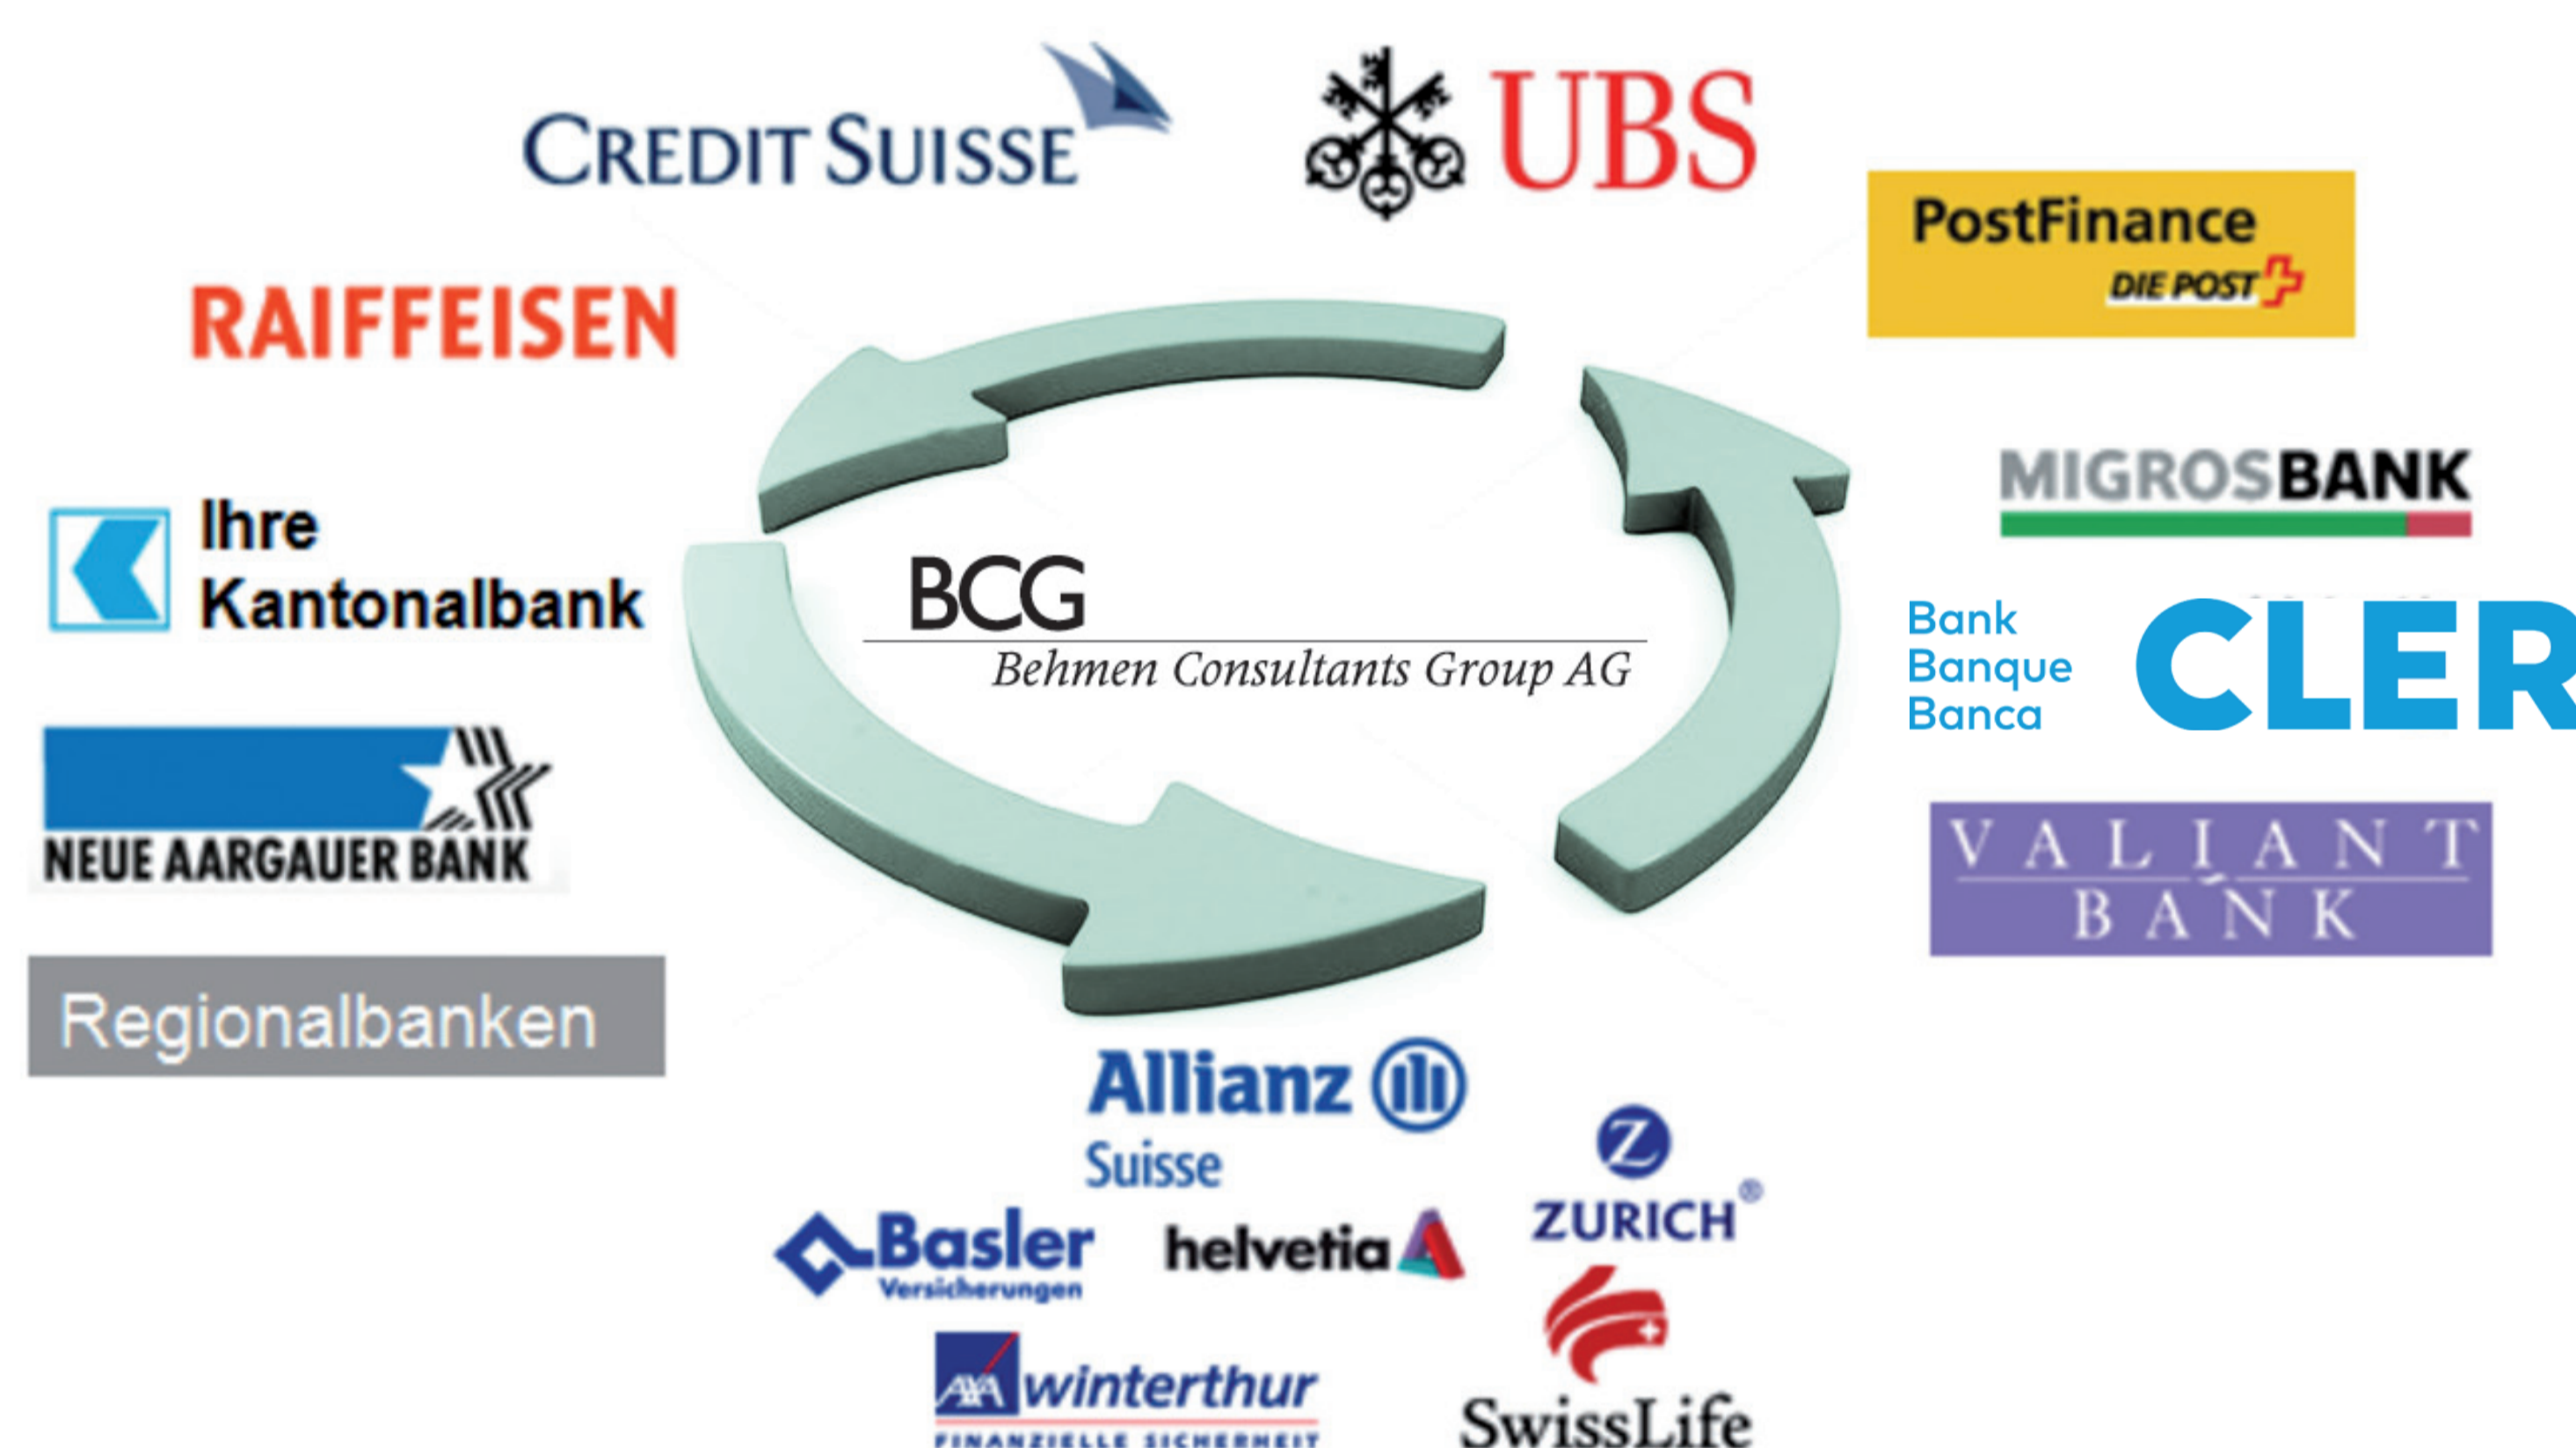 CREDIT SUISSE
UBS
PostFinance
DIE POST
RAIFFEISEN
MIGROSBANK
Ihre
Kantonalbank
BCG
Behmen Consultants Group AG
Bank
Banque
Banca
CLER
NEUE AARGAUER BANK
VALIANT
BANK
Regionalbanken
Allianz
Suisse
Z
ZURICH®
Basler
Versicherungen
helvetia
AXA winterthur
FINANZIELLE SICHERHEIT
SwissLife